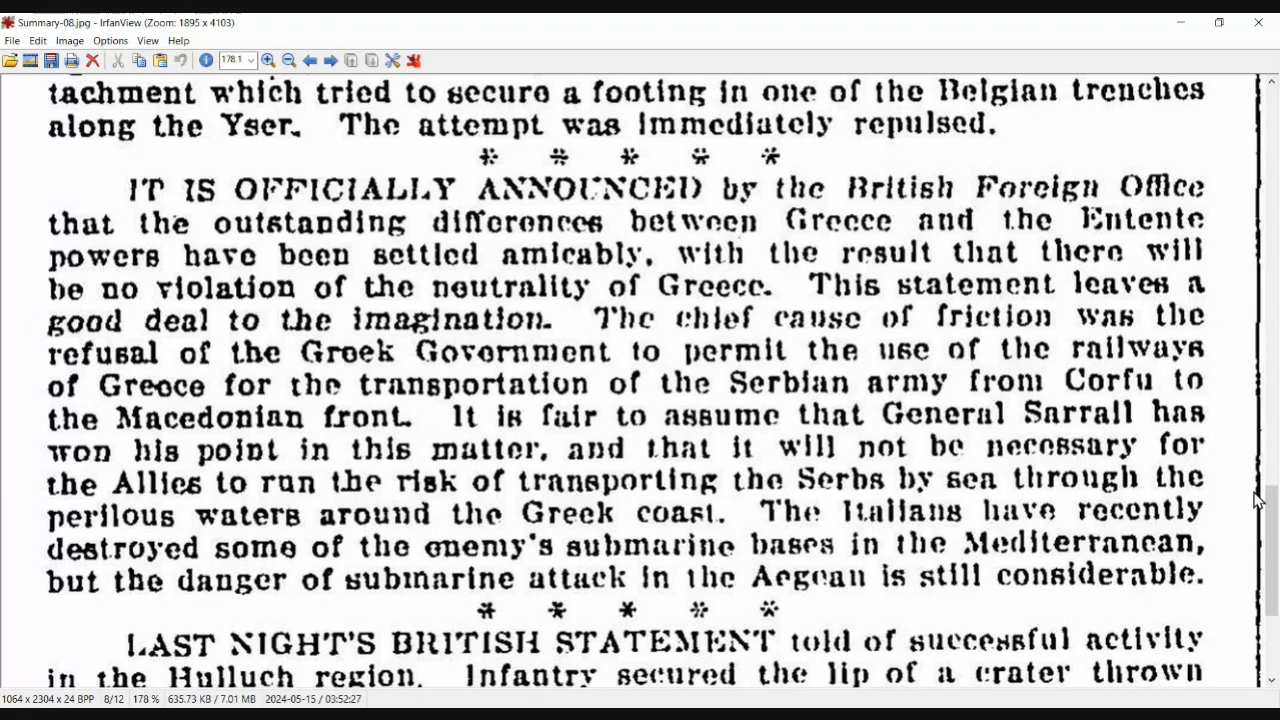 Summary-08.jpg - IrfanView (Zoom: 1895 x 4103)
File Edit Image Options View Help
178.1
tachment which tried to secure a footing in one of the Belgian trenches
along the Yser. The attempt was immediately repulsed.
* * * * *
IT IS OFFICIALLY ANNOUNCED by the British Foreign Office
that the outstanding differences between Greece and the Entente
powers have been settled amicably, with the result that there will
be no violation of the neutrality of Greece. This statement leaves a
good deal to the imagination. The chief cause of friction was the
refusal of the Greek Government to permit the use of the railways
of Greece for the transportation of the Serbian army from Corfu to
the Macedonian front. It is fair to assume that General Sarrail has
won his point in this matter, and that it will not be necessary for
the Allies to run the risk of transporting the Serbs by sea through the
perilous waters around the Greek coast. The Italians have recently
destroyed some of the enemy's submarine bases in the Mediterranean,
but the danger of submarine attack in the Aegean is still considerable.
* * * * *
LAST NIGHT'S BRITISH STATEMENT told of successful activity
in the Hulluch region. Infantry secured the lip of a crater thrown
1064 x 2304 x 24 BPP 8/12 178 % 635.73 KB / 7.01 MB 2024-05-15 / 03:52:27